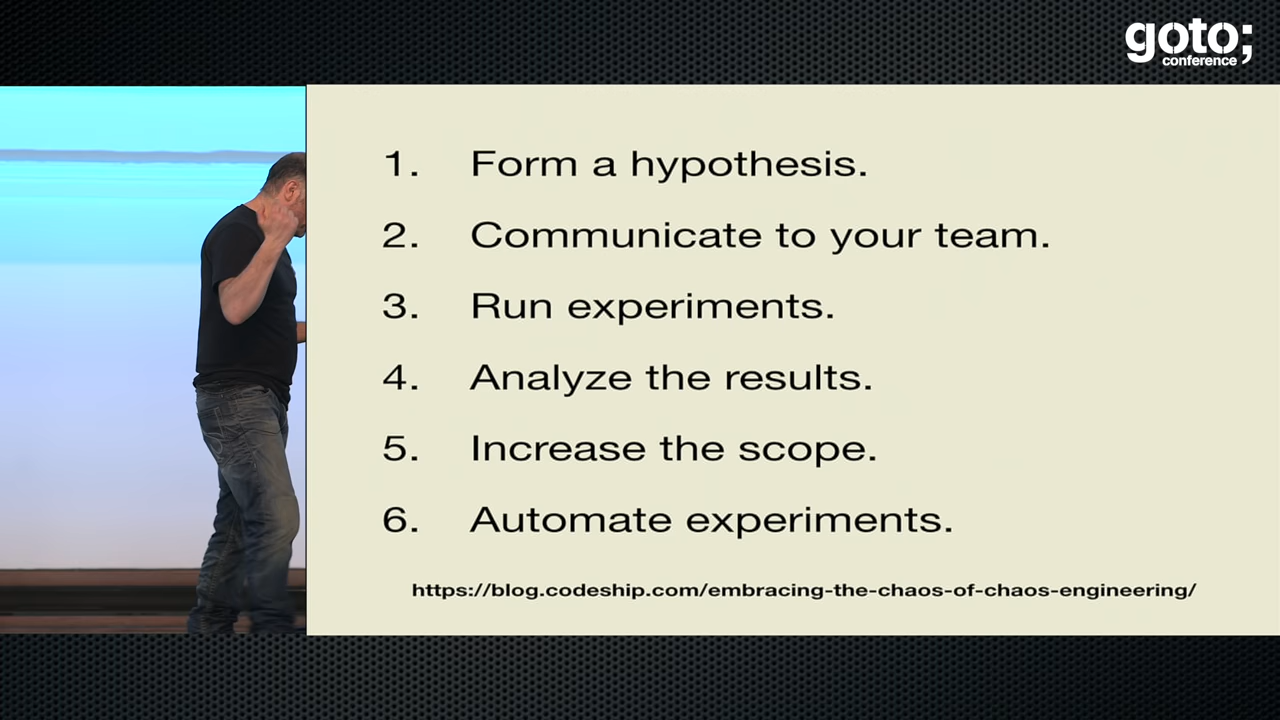 goto;
conference
1. Form a hypothesis.
2. Communicate to your team.
3. Run experiments.
4. Analyze the results.
5. Increase the scope.
6. Automate experiments.
https://blog.codeship.com/embracing-the-chaos-of-chaos-engineering/